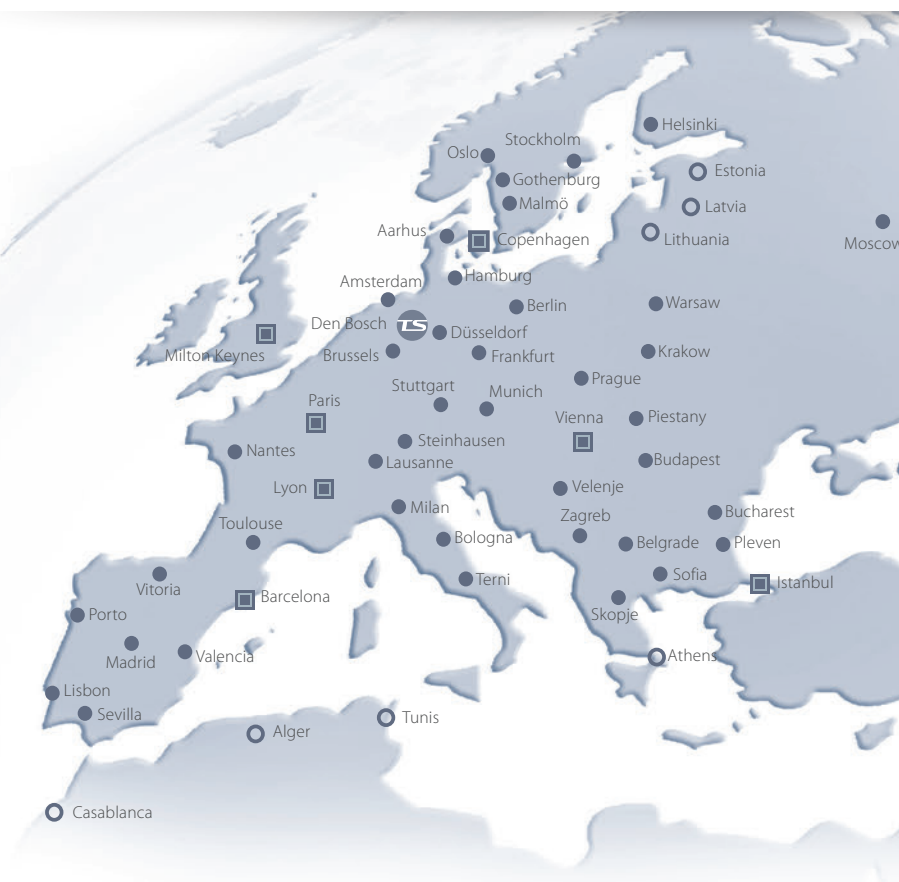 Helsinki
Stockholm
Oslo
Estonia
Gothenburg
Malmö
Latvia
Aarhus
Copenhagen
Lithuania
Moscow
Amsterdam
Hamburg
Berlin
Warsaw
Den Bosch
TS
Düsseldorf
Milton Keynes
Brussels
Frankfurt
Krakow
Prague
Stuttgart
Munich
Paris
Vienna
Piestany
Steinhausen
Nantes
Lausanne
Budapest
Lyon
Velenje
Milan
Bucharest
Zagreb
Toulouse
Bologna
Belgrade
Pleven
Sofia
Terni
Istanbul
Vitoria
Barcelona
Skopje
Porto
Madrid
Valencia
Athens
Lisbon
Sevilla
Tunis
Alger
Casablanca